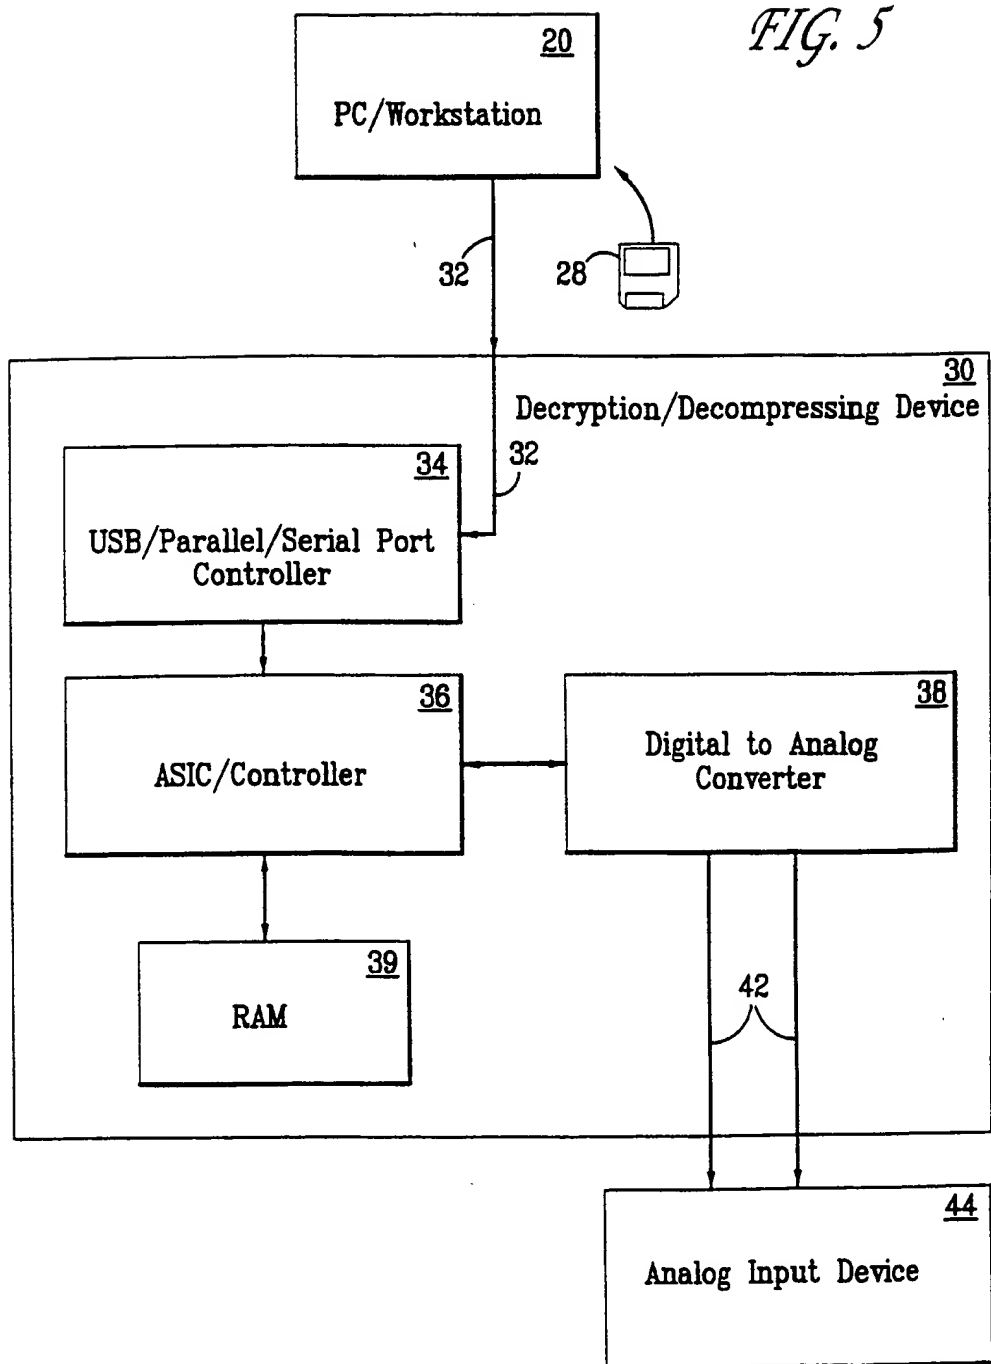 FIG. 5
20
PC/Workstation
32
28
30
Decryption/Decompressing Device
32
34
USB/Parallel/Serial Port
Controller
36
ASIC/Controller
38
Digital to Analog
Converter
39
RAM
42
44
Analog Input Device